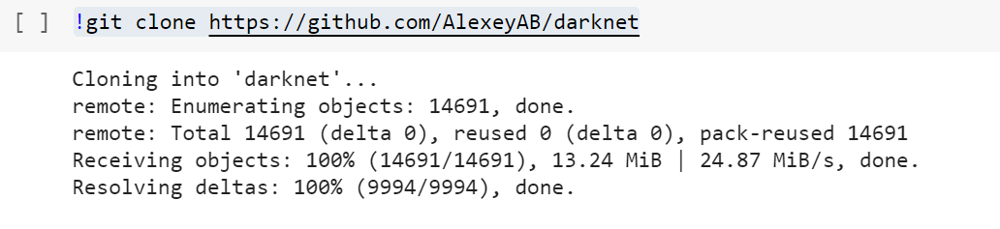 [ ] !git clone https://github.com/AlexeyAB/darknet
Cloning into 'darknet'...
remote: Enumerating objects: 14691, done.
remote: Total 14691 (delta 0), reused 0 (delta 0), pack-reused 14691
Receiving objects: 100% (14691/14691), 13.24 MiB | 24.87 MiB/s, done.
Resolving deltas: 100% (9994/9994), done.